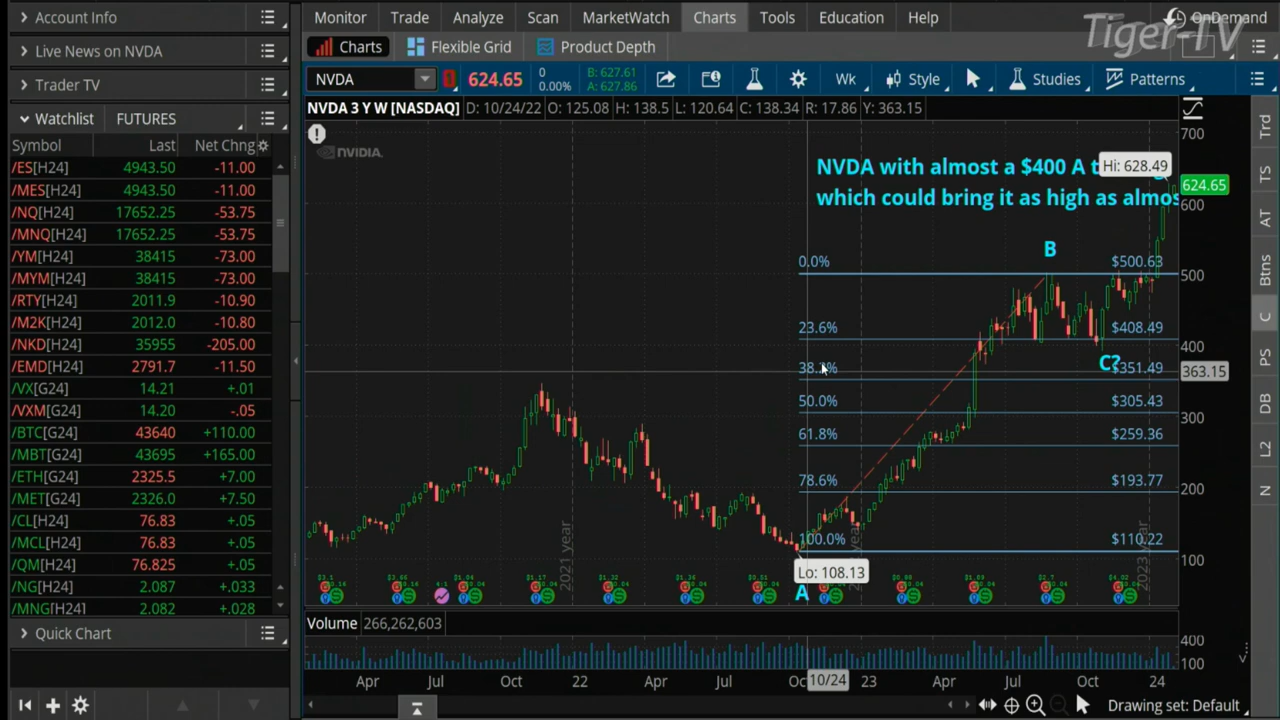 Account Info
Live News on NVDA
Trader TV
Watchlist FUTURES
Symbol Last Net Chng
/ES[H24] 4943.50 -11.00
/MES[H24] 4943.50 -11.00
/NQ[H24] 17652.25 -53.75
/MNQ[H24] 17652.25 -53.75
/YM[H24] 38415 -73.00
/MYM[H24] 38415 -73.00
/RTY[H24] 2011.9 -10.90
/M2K[H24] 2012.0 -10.80
/NKD[H24] 35955 -205.00
/EMD[H24] 2791.7 -11.50
/VX[G24] 14.21 +.01
/VXM[G24] 14.20 -.05
/BTC[G24] 43640 +110.00
/MBT[G24] 43695 +165.00
/ETH[G24] 2325.5 +7.00
/MET[G24] 2326.0 +7.50
/CL[H24] 76.83 +.05
/MCL[H24] 76.83 +.05
/QM[H24] 76.825 +.05
/NG[H24] 2.087 +.033
/MNG[H24] 2.082 +.028
Quick Chart
Monitor Trade Analyze Scan MarketWatch Charts Tools Education Help
OnDemand
Tiger-TV
Charts Flexible Grid Product Depth
NVDA 624.65 0 0.00% B: 627.61 A: 627.86 Wk Style Studies Patterns
NVDA 3 Y W [NASDAQ] D: 10/24/22 O: 125.08 H: 138.5 L: 120.64 C: 138.34 R: 17.86 Y: 363.15
NVIDIA
NVDA with almost a $400 A t
Hi: 628.49
which could bring it as high as almos
700
624.65
600
B
0.0% $500.63
500
23.6% $408.49
400
C?
38.2% $351.49
363.15
50.0% $305.43
300
61.8% $259.36
78.6% $193.77
200
100.0% $110.22
100
Lo: 108.13
A
2021 year
2023 year
Volume 266,262,603
400
100
Apr Jul Oct 22 Apr Jul Oc 10/24 23 Apr Jul Oct 24
Drawing set: Default
Trd
TS
AT
Btns
C
PS
DB
L2
N